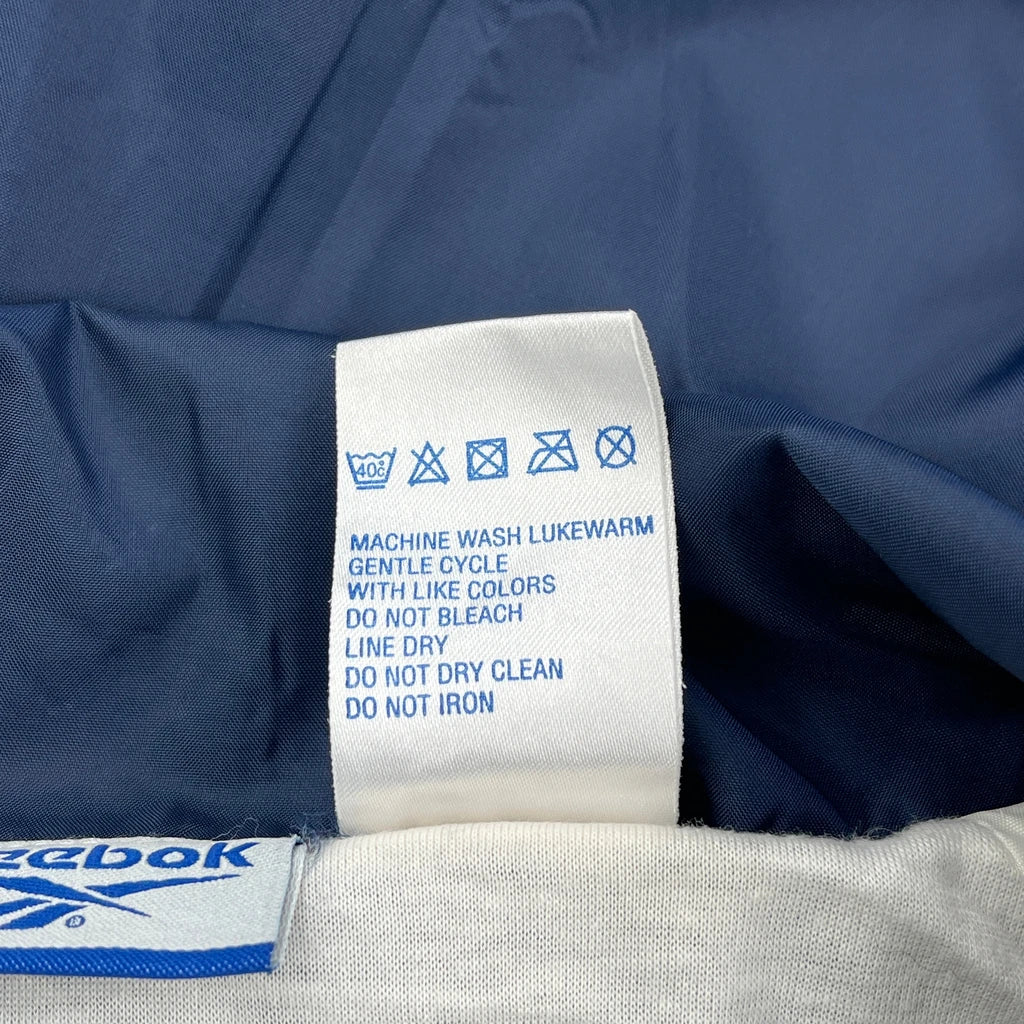 40°C
MACHINE WASH LUKEWARM
GENTLE CYCLE
WITH LIKE COLORS
DO NOT BLEACH
LINE DRY
DO NOT DRY CLEAN
DO NOT IRON
eebok
®